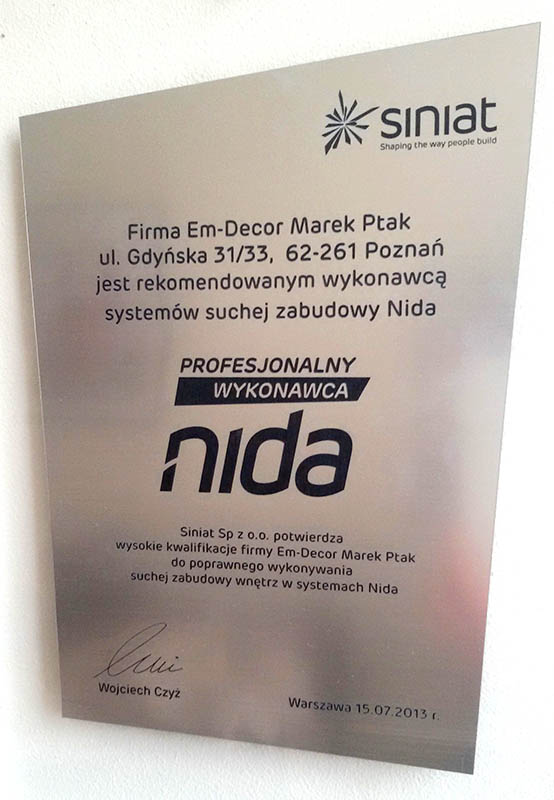 siniat
Shaping the way people build
Firma Em-Decor Marek Ptak
ul. Gdyńska 31/33, 62-261 Poznań
jest rekomendowanym wykonawcą
systemów suchej zabudowy Nida
PROFESJONALNY
WYKONAWCA
nida
Siniat Sp z o.o. potwierdza
wysokie kwalifikacje firmy Em-Decor Marek Ptak
do poprawnego wykonywania
suchej zabudowy wnętrz w systemach Nida
Wojciech Czyż
Warszawa 15.07.2013 r.